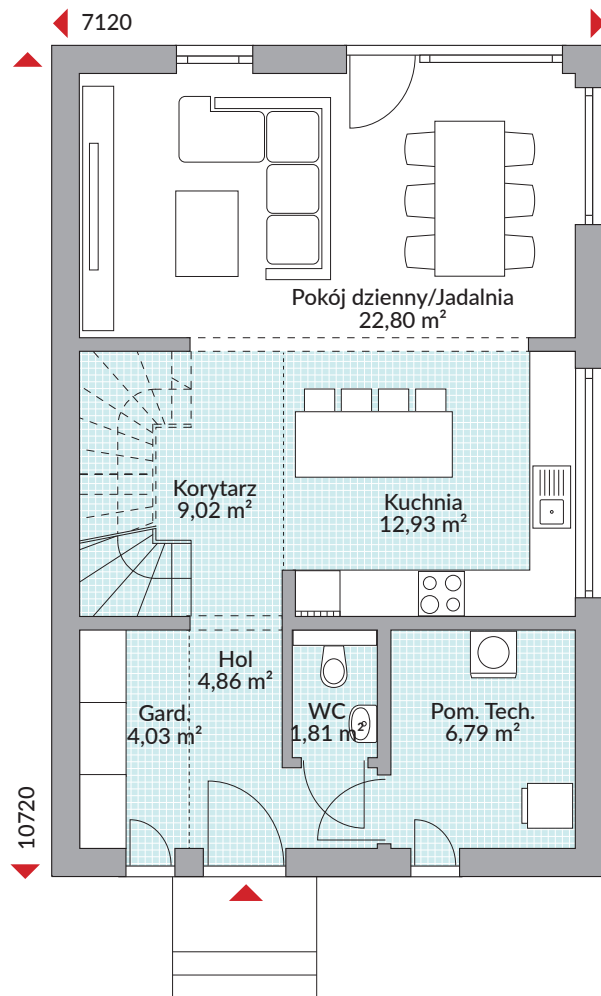 7120
Pokój dzienny/Jadalnia
22,80 m²
Korytarz
9,02 m²
Kuchnia
12,93 m²
Hol
4,86 m²
Gard.
4,03 m²
WC
1,81 m²
Pom. Tech.
6,79 m²
10720